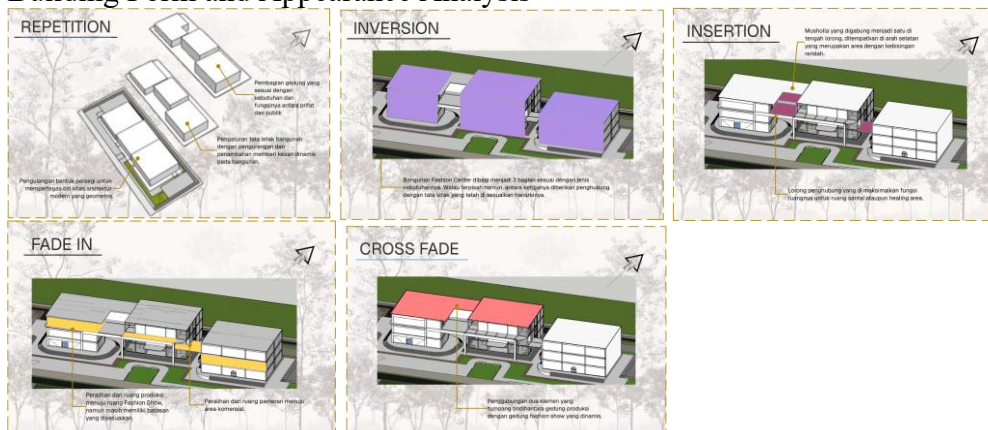 Building Form and Appearance Analysis
REPETITION
Pembagian gedung yang
sesuai dengan
kebutuhan dan
fungsinya antara prifat
dan publik
Pengaturan tata letak bangunan
dengan pengurangan dan
penambahan memberi kesan dinamis
pada bangunan.
Pengulangan bentuk persegi untuk
mempertegas ciri khas arsitektur
modern yang geometris.
INVERSION
Bangunan Fashion Center dibagi menjadi 3 bagian sesuai dengan jenis
kebutuhannya. Walau terpisah namun, antara ketiganya diberikan penghubung
dengan tata letak yang telah di sesuaikan hierarkinya.
INSERTION
Musholla yang digabung menjadi satu di
tengah lorong, ditempatkan di arah selatan
yang merupakan area dengan kebisingan
rendah.
Lorong penghubung yang di maksimalkan fungsi
ruangnya untuk ruang santai ataupun healing area.
FADE IN
Peralihan dari ruang produksi
menuju ruang Fashion Show,
namun masih memiliki batasan
yang disesuaikan.
Peralihan dari ruang pameran menuju
area komersial.
CROSS FADE
Penggabungan dua elemen yang
tumpang tindih antara gedung produksi
dengan gedung fashion show yang dinamis.